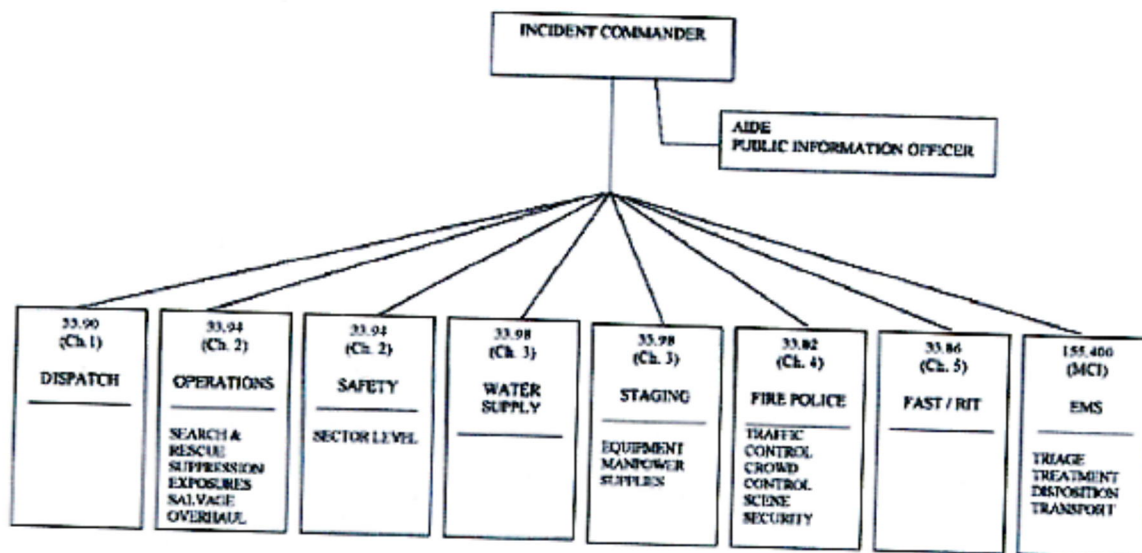 INCIDENT COMMANDER
AIDE
PUBLIC INFORMATION OFFICER
33.90
(Ch. 1)
DISPATCH
33.94
(Ch. 2)
OPERATIONS
SEARCH &
RESCUE
SUPPRESSION
EXPOSURES
SALVAGE
OVERHAUL
33.94
(Ch. 2)
SAFETY
SECTOR LEVEL
33.98
(Ch. 3)
WATER
SUPPLY
33.98
(Ch. 3)
STAGING
EQUIPMENT
MANPOWER
SUPPLIES
33.82
(Ch. 4)
FIRE POLICE
TRAFFIC
CONTROL
CROWD
CONTROL
SCENE
SECURITY
33.86
(Ch. 5)
FAST / RIT
155.400
(MCI)
EMS
TRIAGE
TREATMENT
DISPOSITION
TRANSPORT